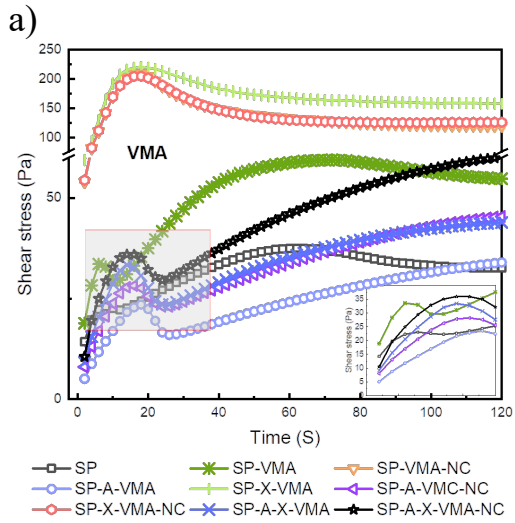 a)
250
200
150
100
50
0
Shear stress (Pa)
VMA
35
30
25
20
15
10
5
Shear stress (Pa)
0 20 40 60 80 100 120
Time (S)
SP SP-VMA SP-VMA-NC
SP-A-VMA SP-X-VMA SP-A-VMC-NC
SP-X-VMA-NC SP-A-X-VMA SP-A-X-VMA-NC